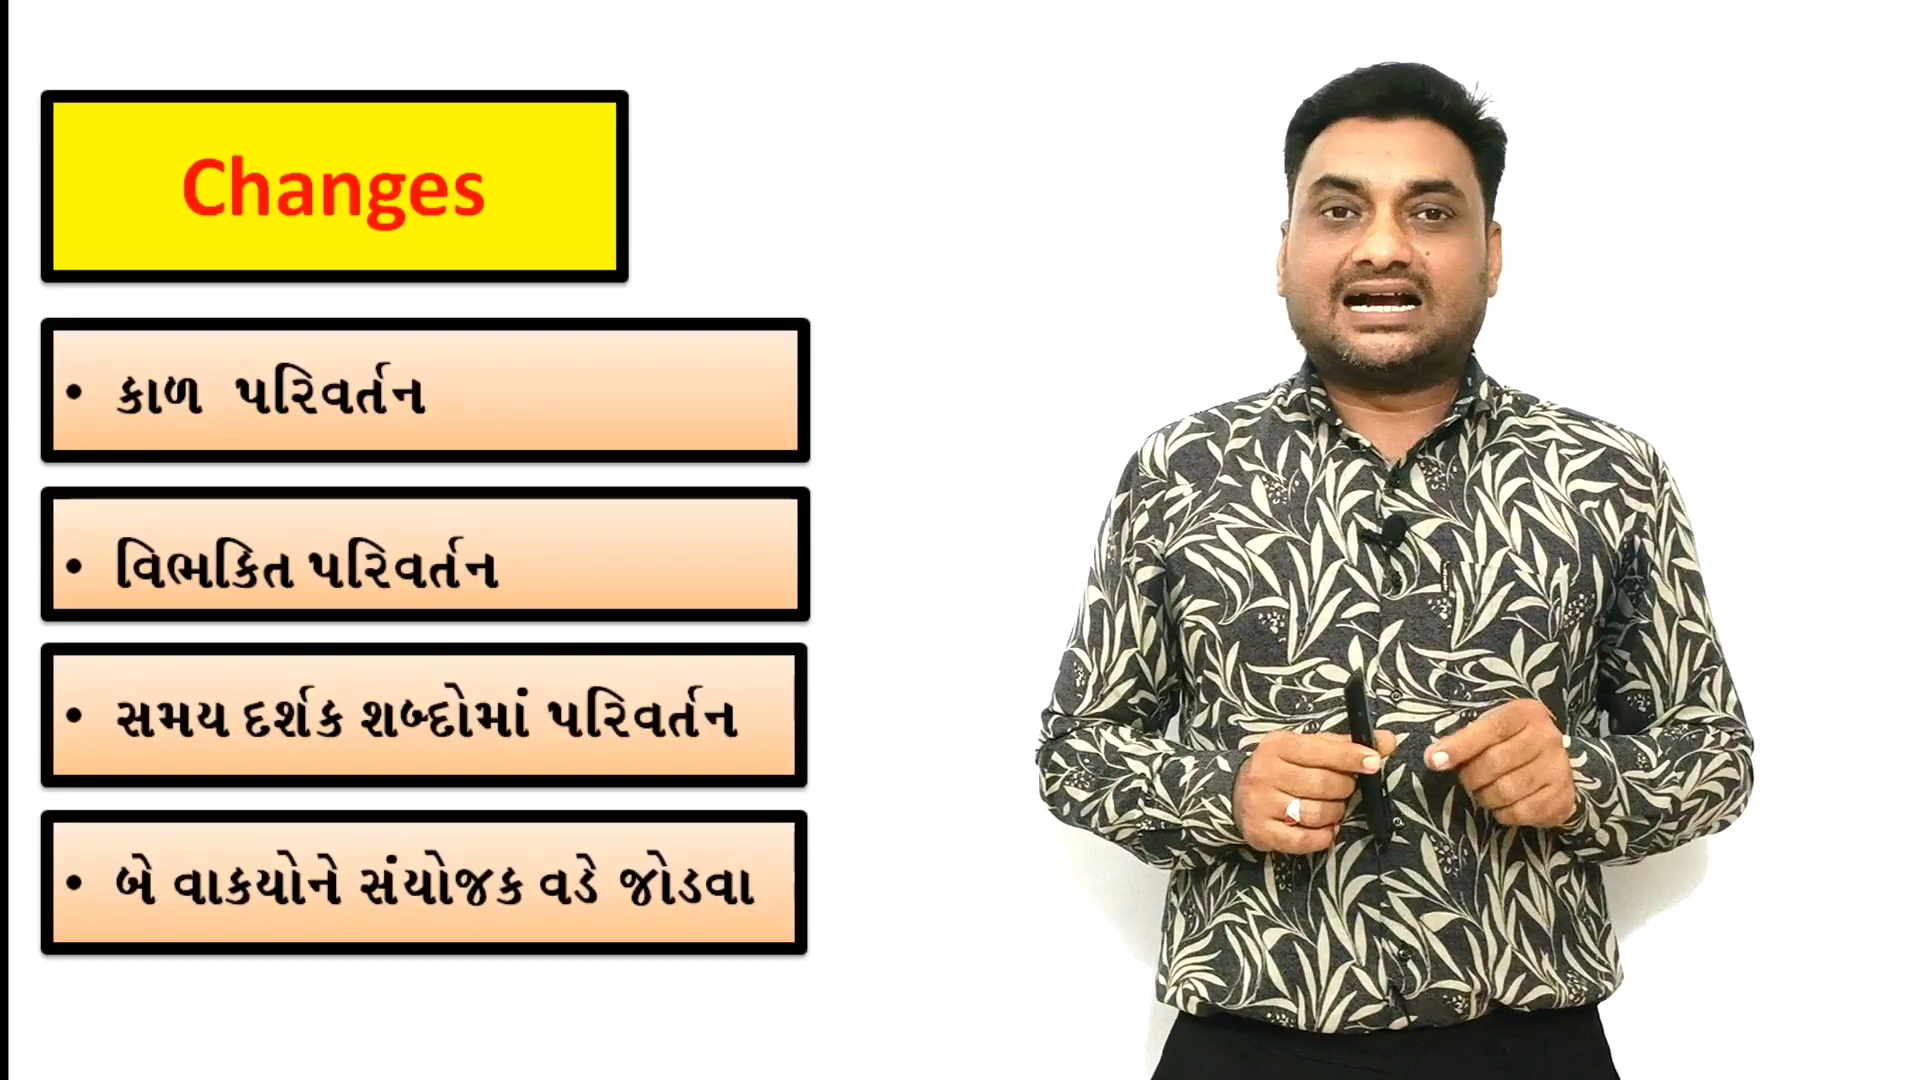 Changes
• કાળ પરિવર્તન
• વિભકિત પરિવર્તન
• સમય દર્શક શબ્દોમાં પરિવર્તન
• બે વાકયોને સંયોજક વડે જોડવા